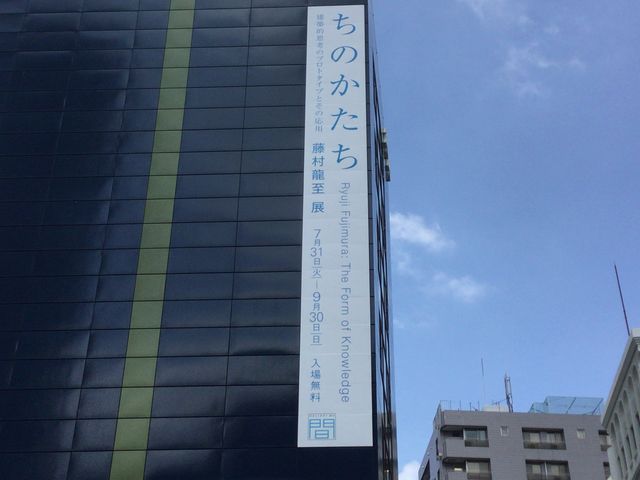 ちのかたち
Ryuji Fujimura: The Form of Knowledge
建築的思考のプロトタイプとその応用
藤村龍至 展
7月31日[火]—9月30日[日]
入場無料
間